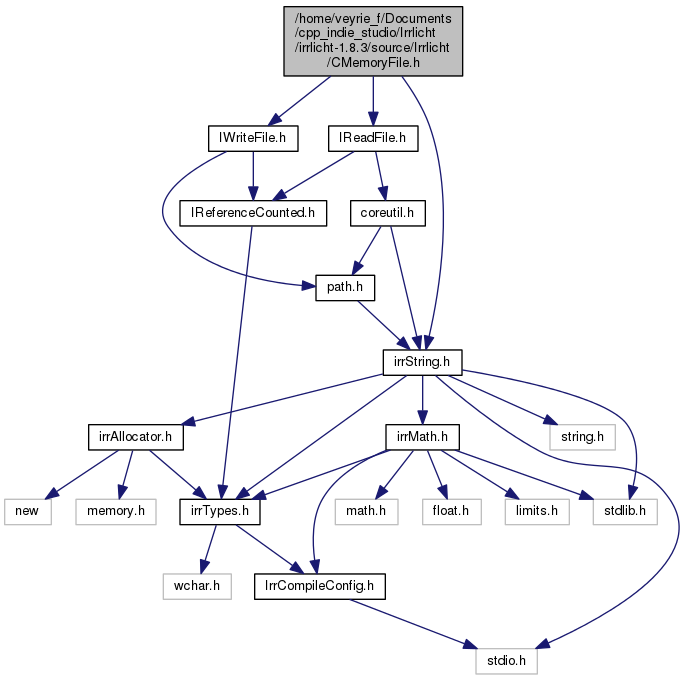 /home/veyrie_f/Documents
/cpp_indie_studio/Irrlicht
/irrlicht-1.8.3/source/Irrlicht
/CMemoryFile.h
IWriteFile.h
IReadFile.h
IReferenceCounted.h
coreutil.h
path.h
irrString.h
irrAllocator.h
irrMath.h
string.h
new
memory.h
irrTypes.h
math.h
float.h
limits.h
stdlib.h
wchar.h
IrrCompileConfig.h
stdio.h